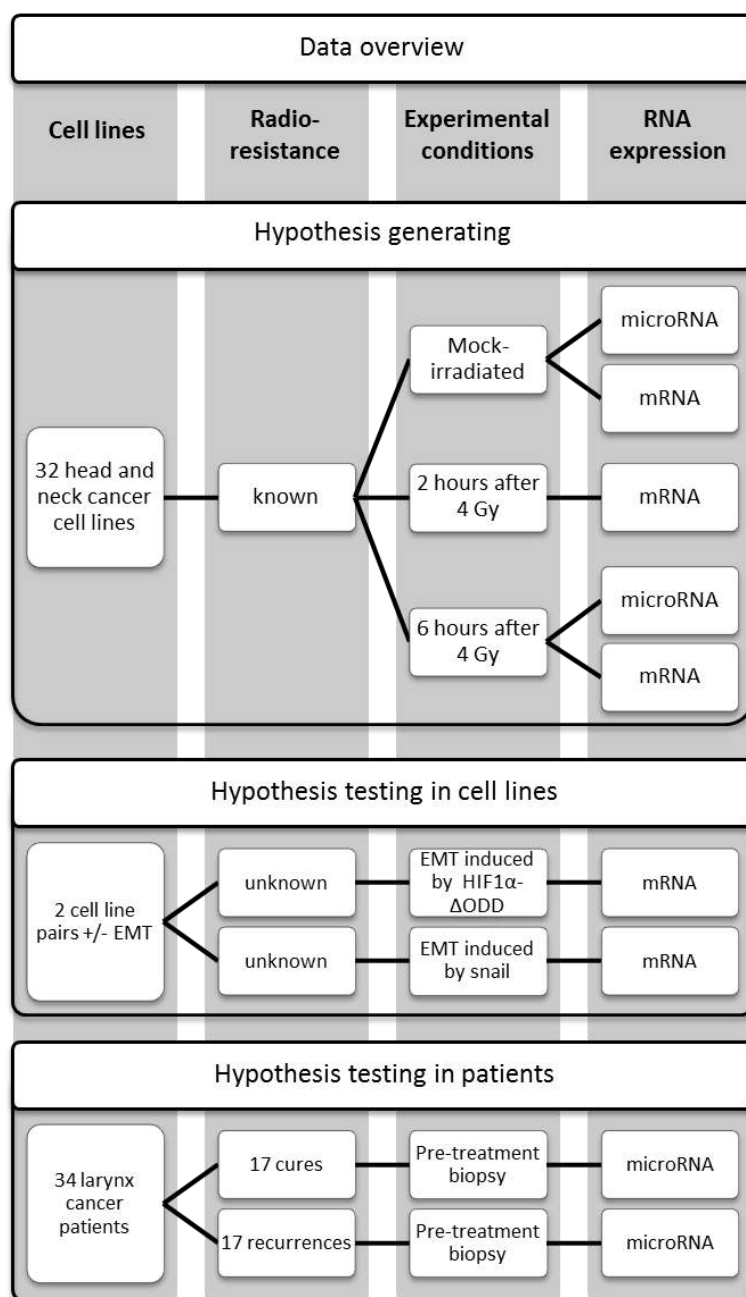 Data overview
Cell lines
Radio-
resistance
Experimental
conditions
RNA
expression
Hypothesis generating
32 head and
neck cancer
cell lines
known
Mock-
irradiated
microRNA
mRNA
2 hours after
4 Gy
mRNA
6 hours after
4 Gy
microRNA
mRNA
Hypothesis testing in cell lines
2 cell line
pairs +/- EMT
unknown
EMT induced
by HIF1α-
ΔODD
mRNA
unknown
EMT induced
by snail
mRNA
Hypothesis testing in patients
34 larynx
cancer
patients
17 cures
Pre-treatment
biopsy
microRNA
17 recurrences
Pre-treatment
biopsy
microRNA